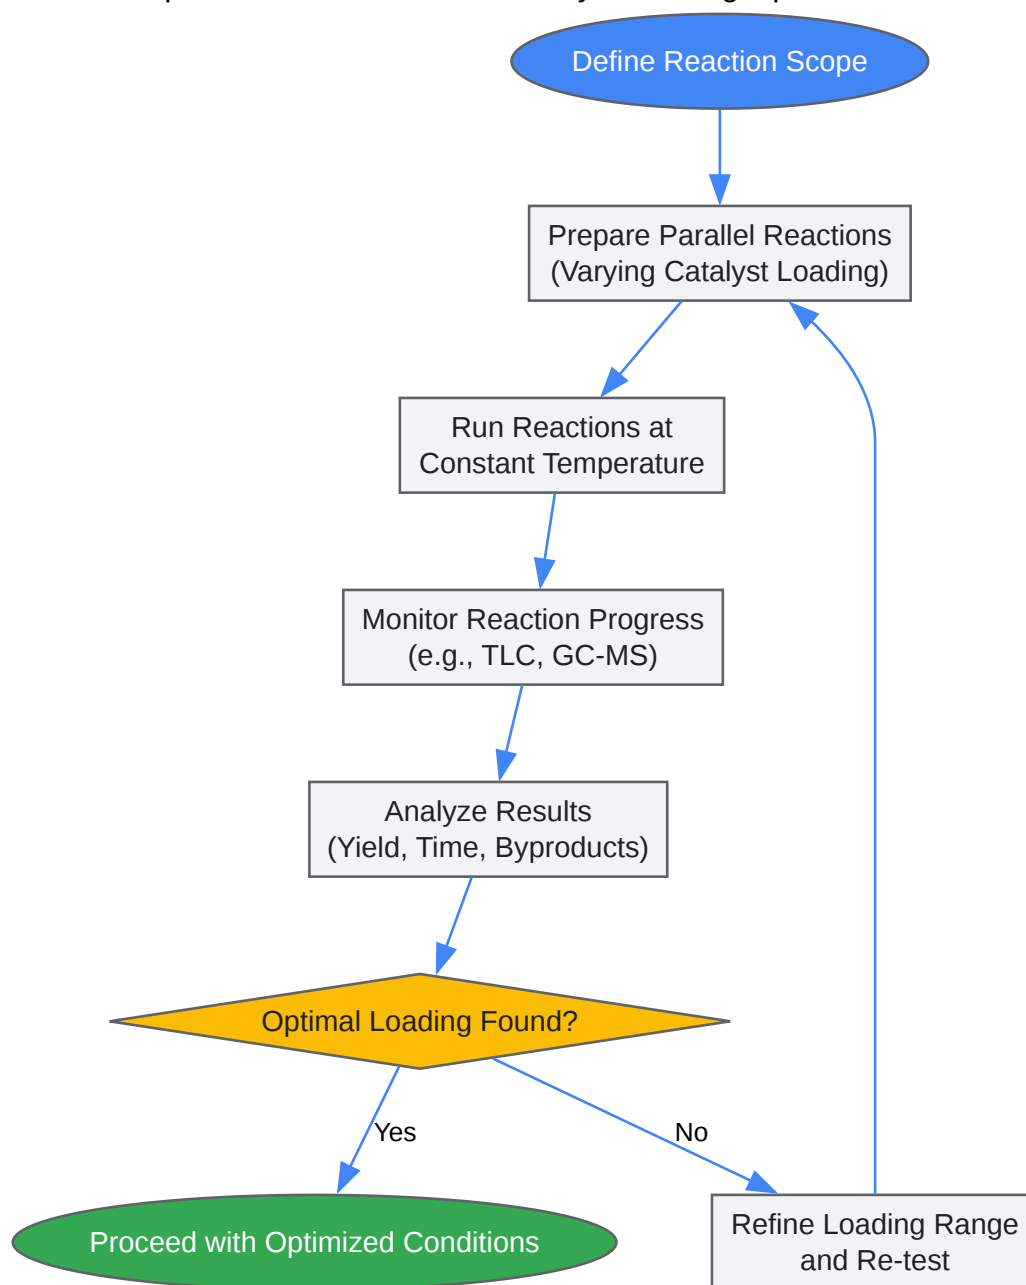 Define Reaction Scope
Prepare Parallel Reactions
(Varying Catalyst Loading)
Run Reactions at
Constant Temperature
Monitor Reaction Progress
(e.g., TLC, GC-MS)
Analyze Results
(Yield, Time, Byproducts)
Optimal Loading Found?
Yes
No
Proceed with Optimized Conditions
Refine Loading Range
and Re-test